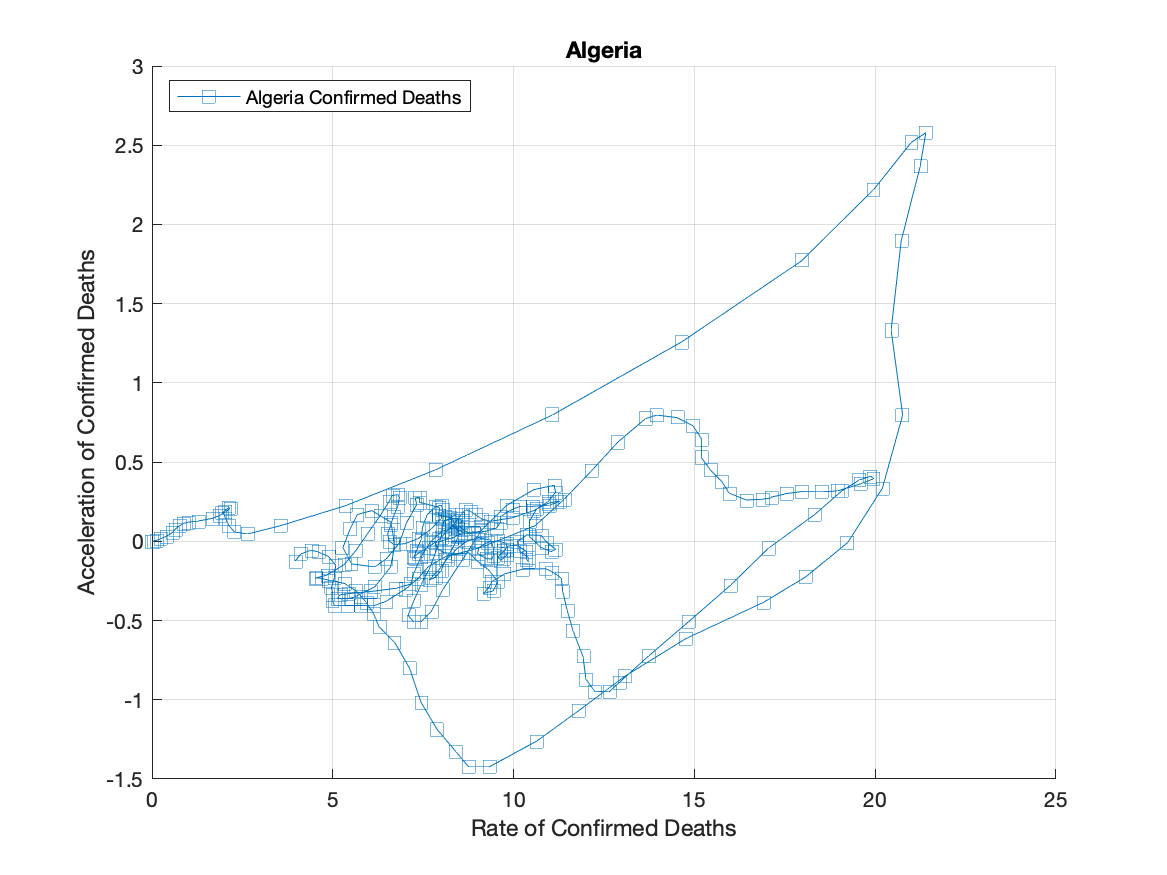 Algeria
Algeria Confirmed Deaths
3
2.5
2
1.5
1
0.5
0
-0.5
-1
-1.5
Acceleration of Confirmed Deaths
0 5 10 15 20 25
Rate of Confirmed Deaths